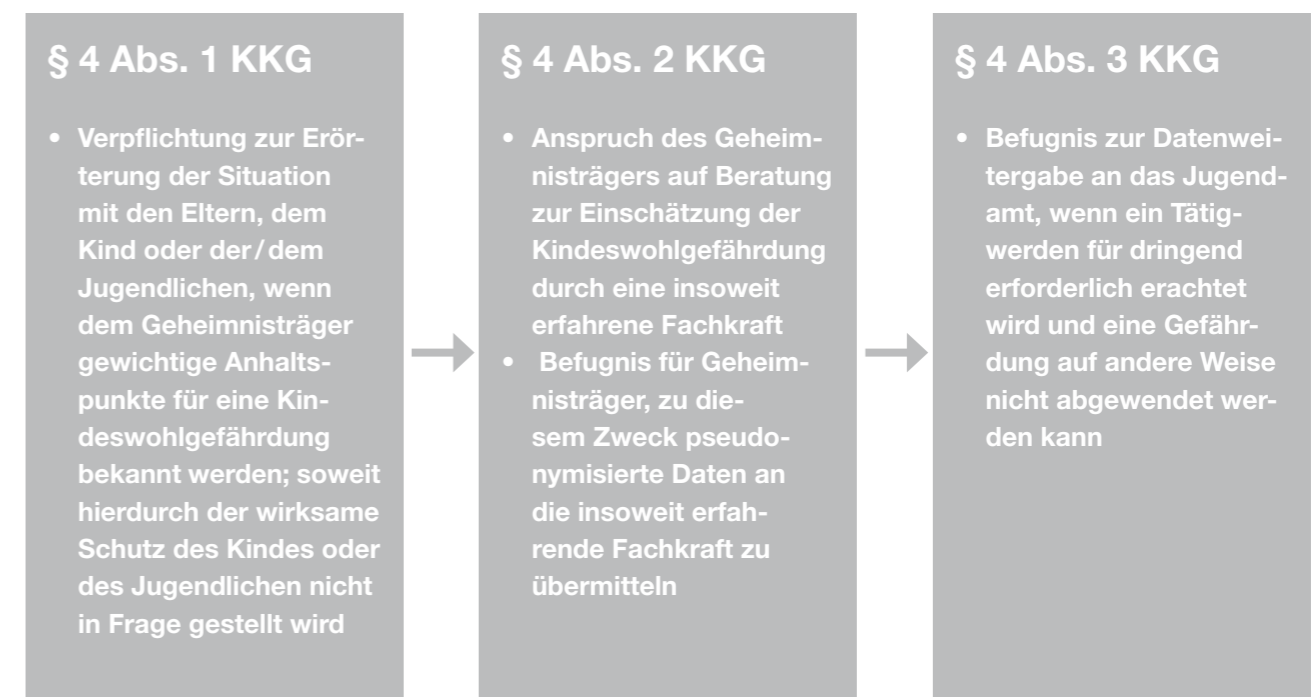 § 4 Abs. 1 KKG
• Verpflichtung zur Erör-
terung der Situation
mit den Eltern, dem
Kind oder der/dem
Jugendlichen, wenn
dem Geheimnisträger
gewichtige Anhalts-
punkte für eine Kin-
deswohlgefährdung
bekannt werden; soweit
hierdurch der wirksame
Schutz des Kindes oder
des Jugendlichen nicht
in Frage gestellt wird
§ 4 Abs. 2 KKG
• Anspruch des Geheim-
nisträgers auf Beratung
zur Einschätzung der
Kindeswohlgefährdung
durch eine insoweit
erfahrene Fachkraft
• Befugnis für Geheim-
nisträger, zu die-
sem Zweck pseudo-
nymisierte Daten an
die insoweit erfah-
rende Fachkraft zu
übermitteln
§ 4 Abs. 3 KKG
• Befugnis zur Datenwei-
tergabe an das Jugend-
amt, wenn ein Tätig-
werden für dringend
erforderlich erachtet
wird und eine Gefähr-
dung auf andere Weise
nicht abgewendet wer-
den kann